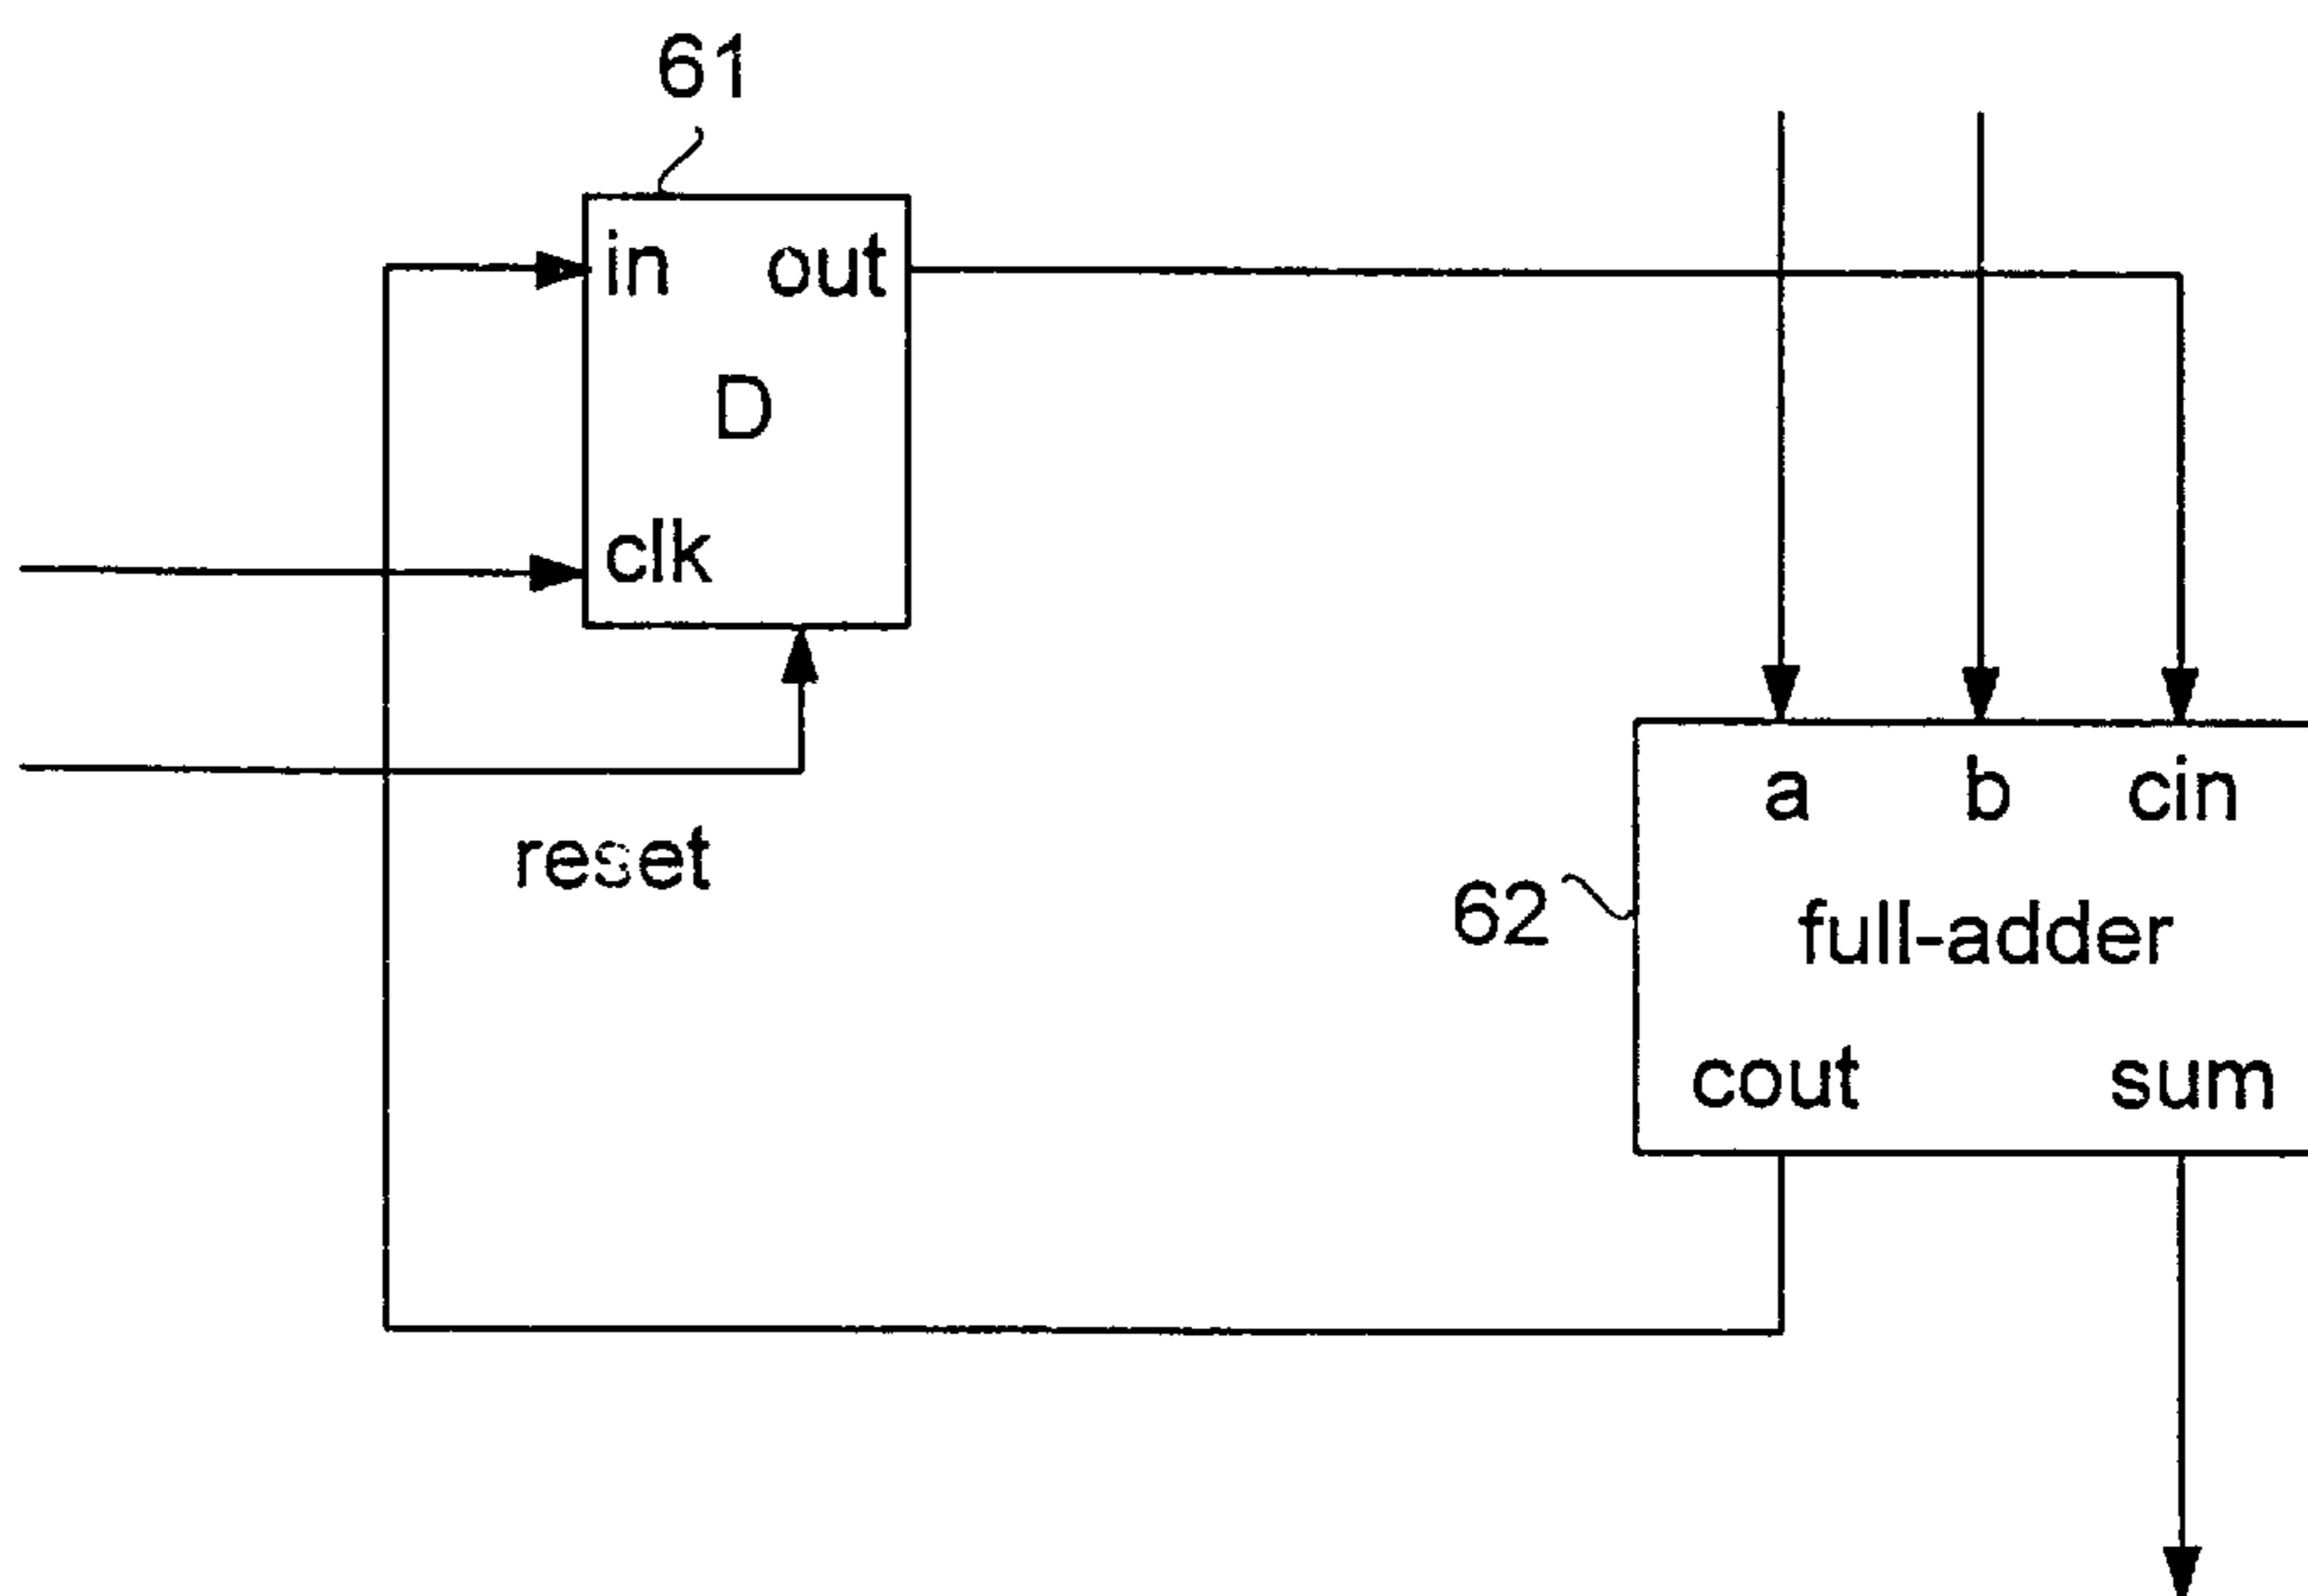 61
in out
D
clk
reset
a b cin
62
full-adder
cout sum